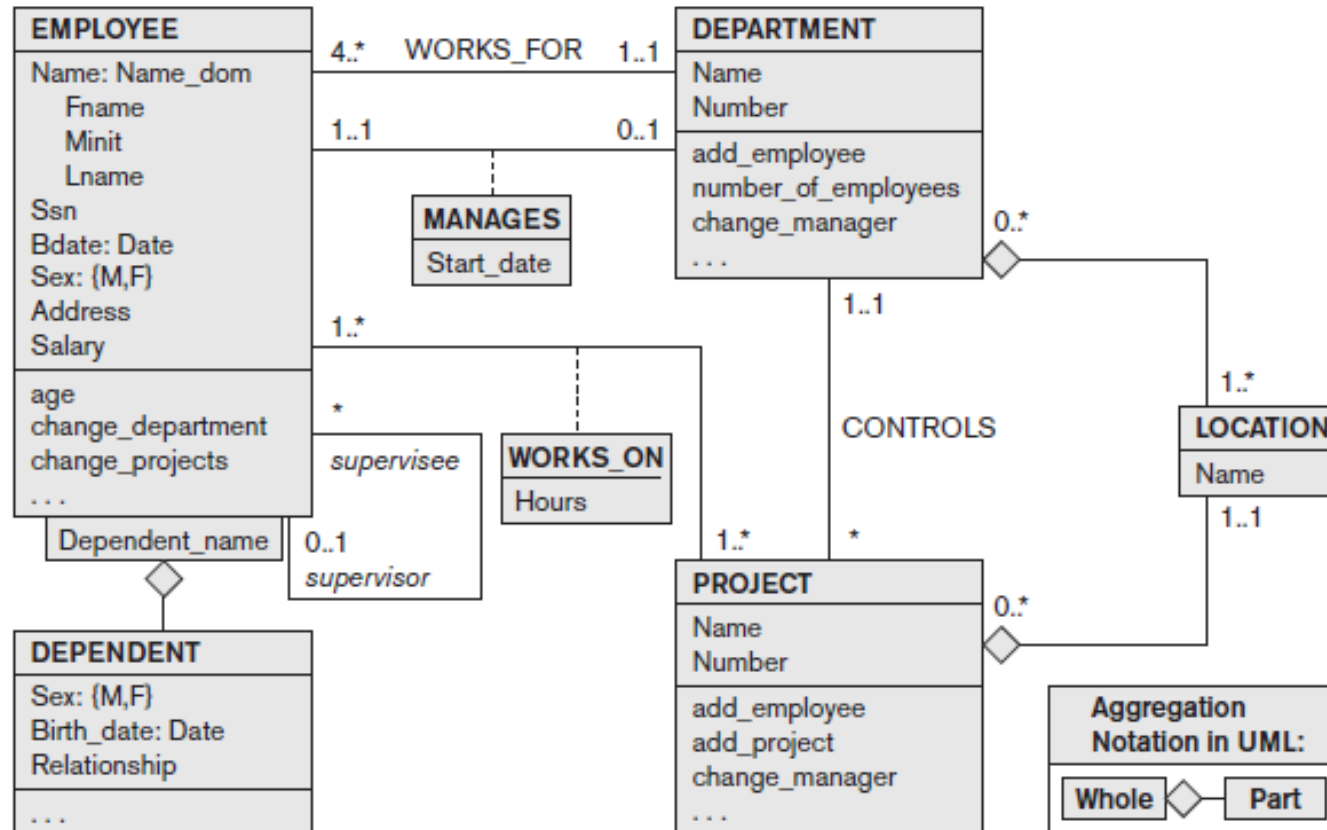 EMPLOYEE
Name: Name_dom
Fname
Minit
Lname
Ssn
Bdate: Date
Sex: {M,F}
Address
Salary
age
change_department
change_projects
. . .
Dependent_name
4..*
WORKS_FOR
1..1
1..1
0..1
MANAGES
Start_date
1..*
*
supervisee
0..1
supervisor
WORKS_ON
Hours
1..*
DEPARTMENT
Name
Number
add_employee
number_of_employees
change_manager
. . .
0..*
1..1
CONTROLS
*
1..*
LOCATION
Name
1..1
PROJECT
Name
Number
add_employee
add_project
change_manager
. . .
0..*
DEPENDENT
Sex: {M,F}
Birth_date: Date
Relationship
. . .
Aggregation
Notation in UML:
Whole
Part